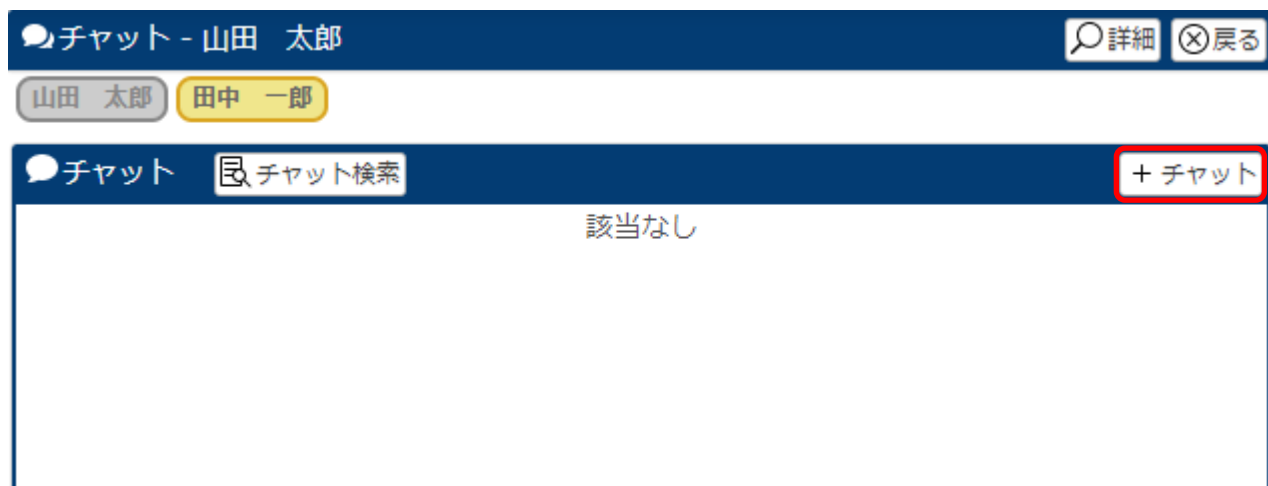 チャット - 山田　太郎 詳細 戻る
山田　太郎 田中　一郎
チャット チャット検索 + チャット
該当なし